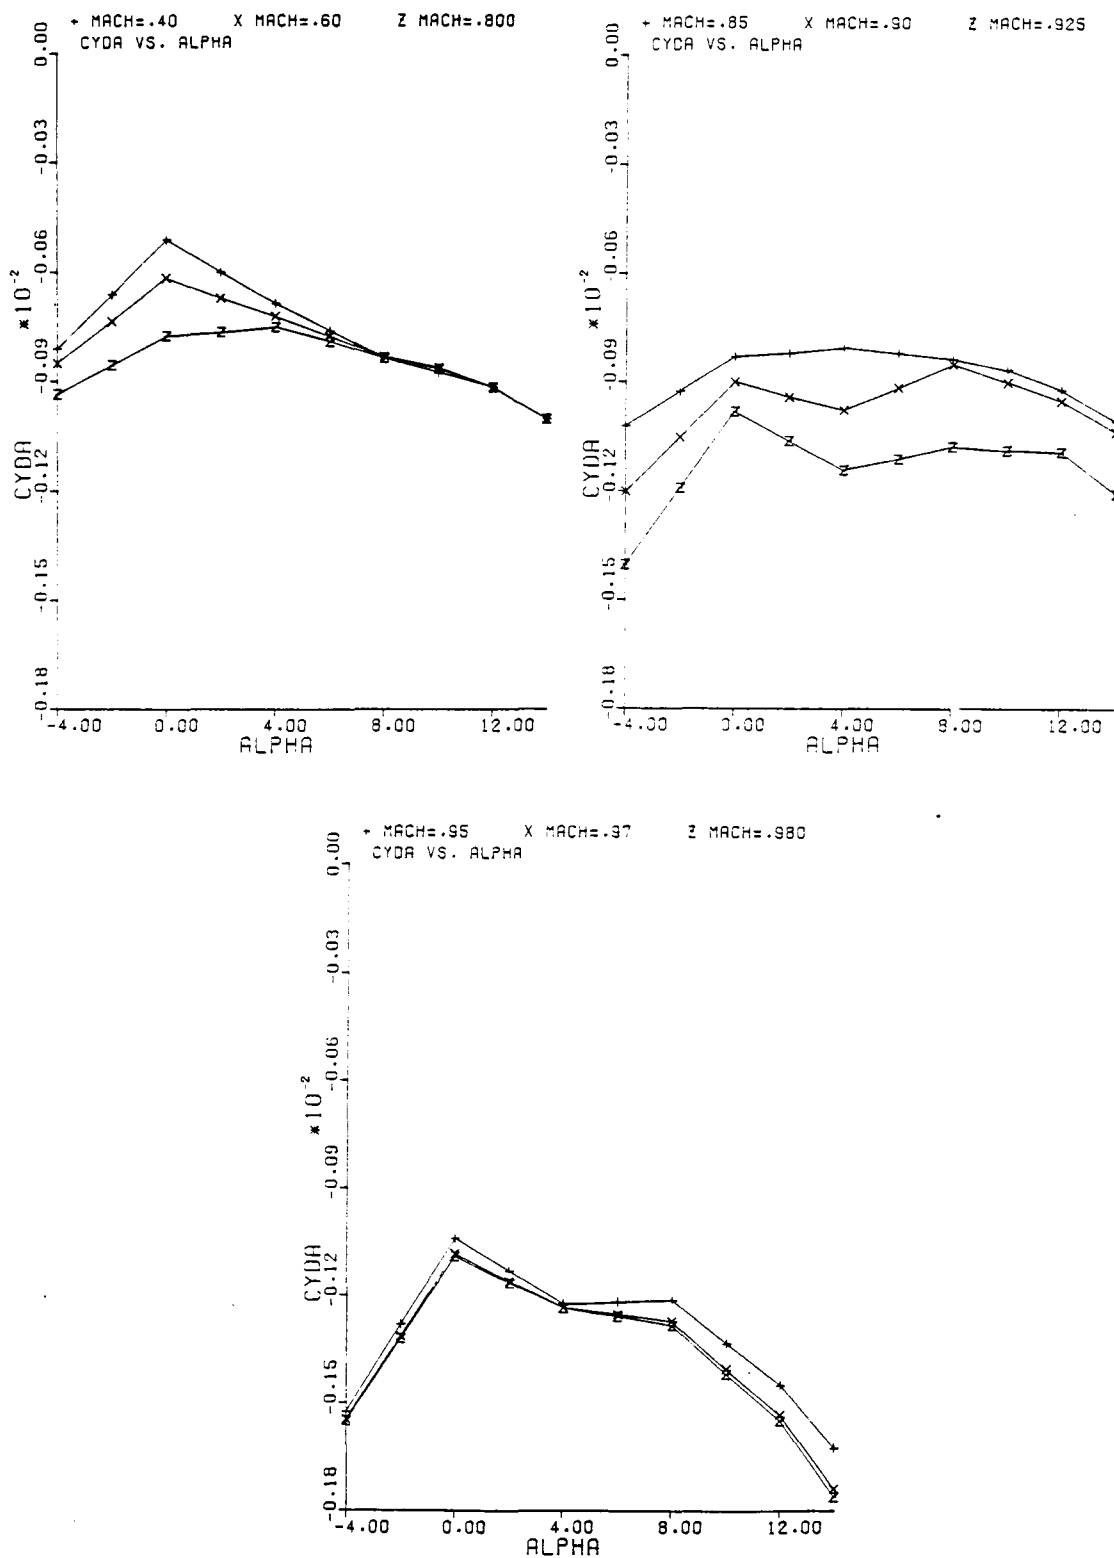 + MACH=.40 X MACH=.60 Z MACH=.800
CYDA VS. ALPHA
0.00
-0.03
-0.06
-0.09
-0.12
-0.15
-0.18
CYDA *10^-2
-4.00 0.00 4.00 8.00 12.00
ALPHA
+ MACH=.85 X MACH=.90 Z MACH=.925
CYDA VS. ALPHA
0.00
-0.03
-0.06
-0.09
-0.12
-0.15
-0.18
CYDA *10^-2
-4.00 0.00 4.00 8.00 12.00
ALPHA
+ MACH=.95 X MACH=.97 Z MACH=.980
CYDA VS. ALPHA
0.00
-0.03
-0.06
-0.09
-0.12
-0.15
-0.18
CYDA *10^-2
-4.00 0.00 4.00 8.00 12.00
ALPHA